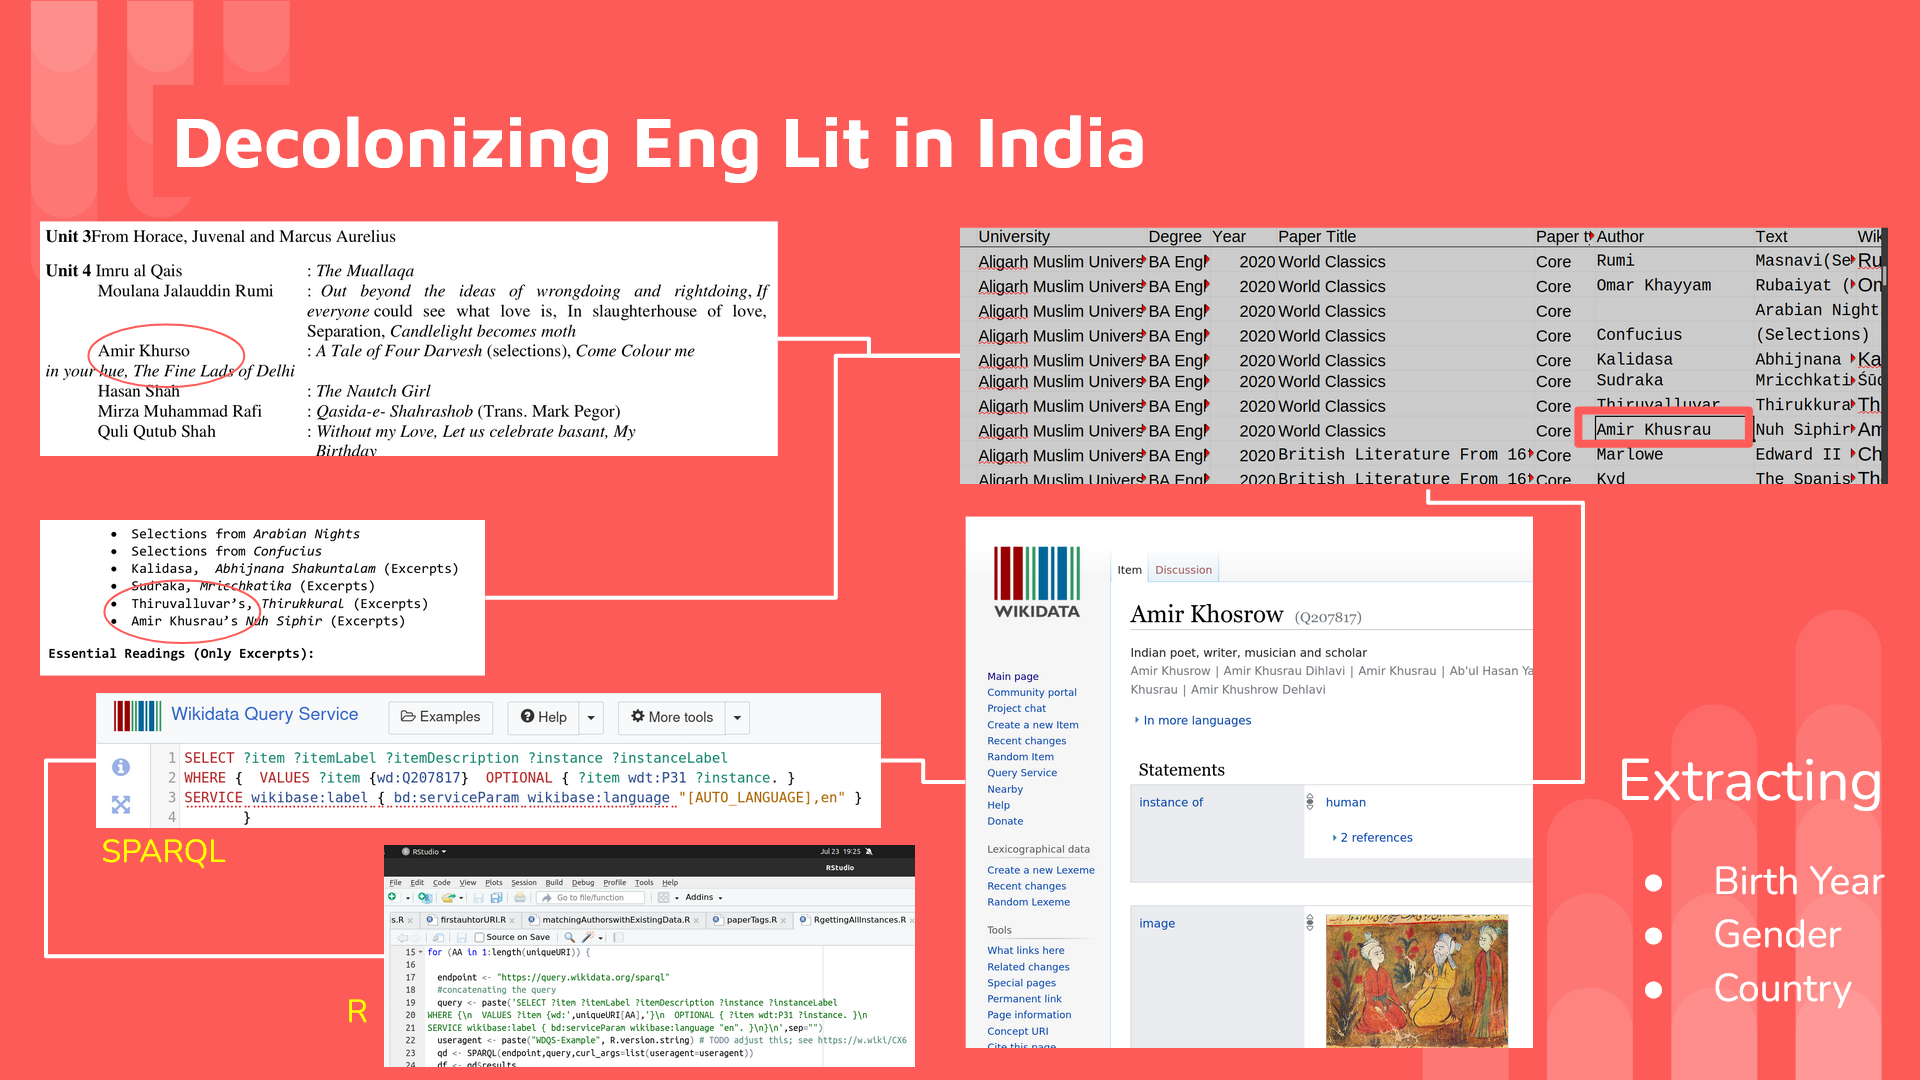 Decolonizing Eng Lit in India
Unit 3From Horace, Juvenal and Marcus Aurelius
Unit 4 Imru al Qais : The Muallaqa
Moulana Jalauddin Rumi : Out beyond the ideas of wrongdoing and rightdoing, If
everyone could see what love is, In slaughterhouse of love,
Separation, Candlelight becomes moth
Amir Khurso : A Tale of Four Darvesh (selections), Come Colour me
in your hue, The Fine Lads of Delhi
Hasan Shah : The Nautch Girl
Mirza Muhammad Rafi : Qasida-e- Shahrashob (Trans. Mark Pegor)
Quli Qutub Shah : Without my Love, Let us celebrate basant, My
Birthday
University Degree Year Paper Title Paper t Author Text Wik
Aligarh Muslim Univers BA Engl 2020 World Classics Core Rumi Masnavi(Se Ru
Aligarh Muslim Univers BA Engl 2020 World Classics Core Omar Khayyam Rubaiyat ( Om
Aligarh Muslim Univers BA Engl 2020 World Classics Core Arabian Night
Aligarh Muslim Univers BA Engl 2020 World Classics Core Confucius (Selections)
Aligarh Muslim Univers BA Engl 2020 World Classics Core Kalidasa Abhijnana Ka
Aligarh Muslim Univers BA Engl 2020 World Classics Core Sudraka Mricchkati Śūd
Aligarh Muslim Univers BA Engl 2020 World Classics Core Thiruvalluvar Thirukkura Th
Aligarh Muslim Univers BA Engl 2020 World Classics Core Amir Khusrau Nuh Siphir Am
Aligarh Muslim Univers BA Engl 2020 British Literature From 16 Core Marlowe Edward II Ch
Aligarh Muslim Univers BA Engl 2020 British Literature From 16 Core Kyd The Spanis Th
• Selections from Arabian Nights
• Selections from Confucius
• Kalidasa, Abhijnana Shakuntalam (Excerpts)
• Sudraka, Mricchkatika (Excerpts)
• Thiruvalluvar's, Thirukkural (Excerpts)
• Amir Khusrau's Nuh Siphir (Excerpts)
Essential Readings (Only Excerpts):
Wikidata Query Service Examples Help More tools
1 SELECT ?item ?itemLabel ?itemDescription ?instance ?instanceLabel
2 WHERE { VALUES ?item {wd:Q207817} OPTIONAL { ?item wdt:P31 ?instance. }
3 SERVICE wikibase:label { bd:serviceParam wikibase:language "[AUTO_LANGUAGE],en" }
4 }
SPARQL
RStudio Jul 23 19:25
RStudio
File Edit Code View Plots Session Build Debug Profile Tools Help
Go to file/function Addins
s.R firstauhtorURI.R matchingAuthorswithExistingData.R paperTags.R RgettingAllInstances.R
Source on Save
15 for (AA in 1:length(uniqueURI)) {
16
17 endpoint <- "https://query.wikidata.org/sparql"
18 #concatenating the query
19 query <- paste('SELECT ?item ?itemLabel ?itemDescription ?instance ?instanceLabel
20 WHERE {\n VALUES ?item {wd:',uniqueURI[AA],'}\n OPTIONAL { ?item wdt:P31 ?instance. }\n
21 SERVICE wikibase:label { bd:serviceParam wikibase:language "en". }\n}\n',sep="")
22 useragent <- paste("WDQS-Example", R.version.string) # TODO adjust this; see https://w.wiki/CX6
23 qd <- SPARQL(endpoint,query,curl_args=list(useragent=useragent))
24 df <- qd$results
R
WIKIDATA
Item Discussion
Amir Khosrow (Q207817)
Indian poet, writer, musician and scholar
Amir Khusrow | Amir Khusrau Dihlavi | Amir Khusrau | Ab'ul Hasan Ya
Khusrau | Amir Khushrow Dehlavi
In more languages
Statements
instance of human
2 references
image
Main page
Community portal
Project chat
Create a new Item
Recent changes
Random Item
Query Service
Nearby
Help
Donate
Lexicographical data
Create a new Lexeme
Recent changes
Random Lexeme
Tools
What links here
Related changes
Special pages
Permanent link
Page information
Concept URI
Cite this page
Extracting
● Birth Year
● Gender
● Country